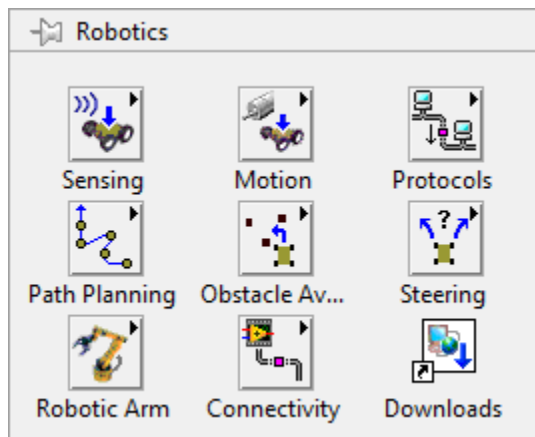 Robotics
Sensing Motion Protocols
Path Planning Obstacle Av... Steering
?
Robotic Arm Connectivity Downloads